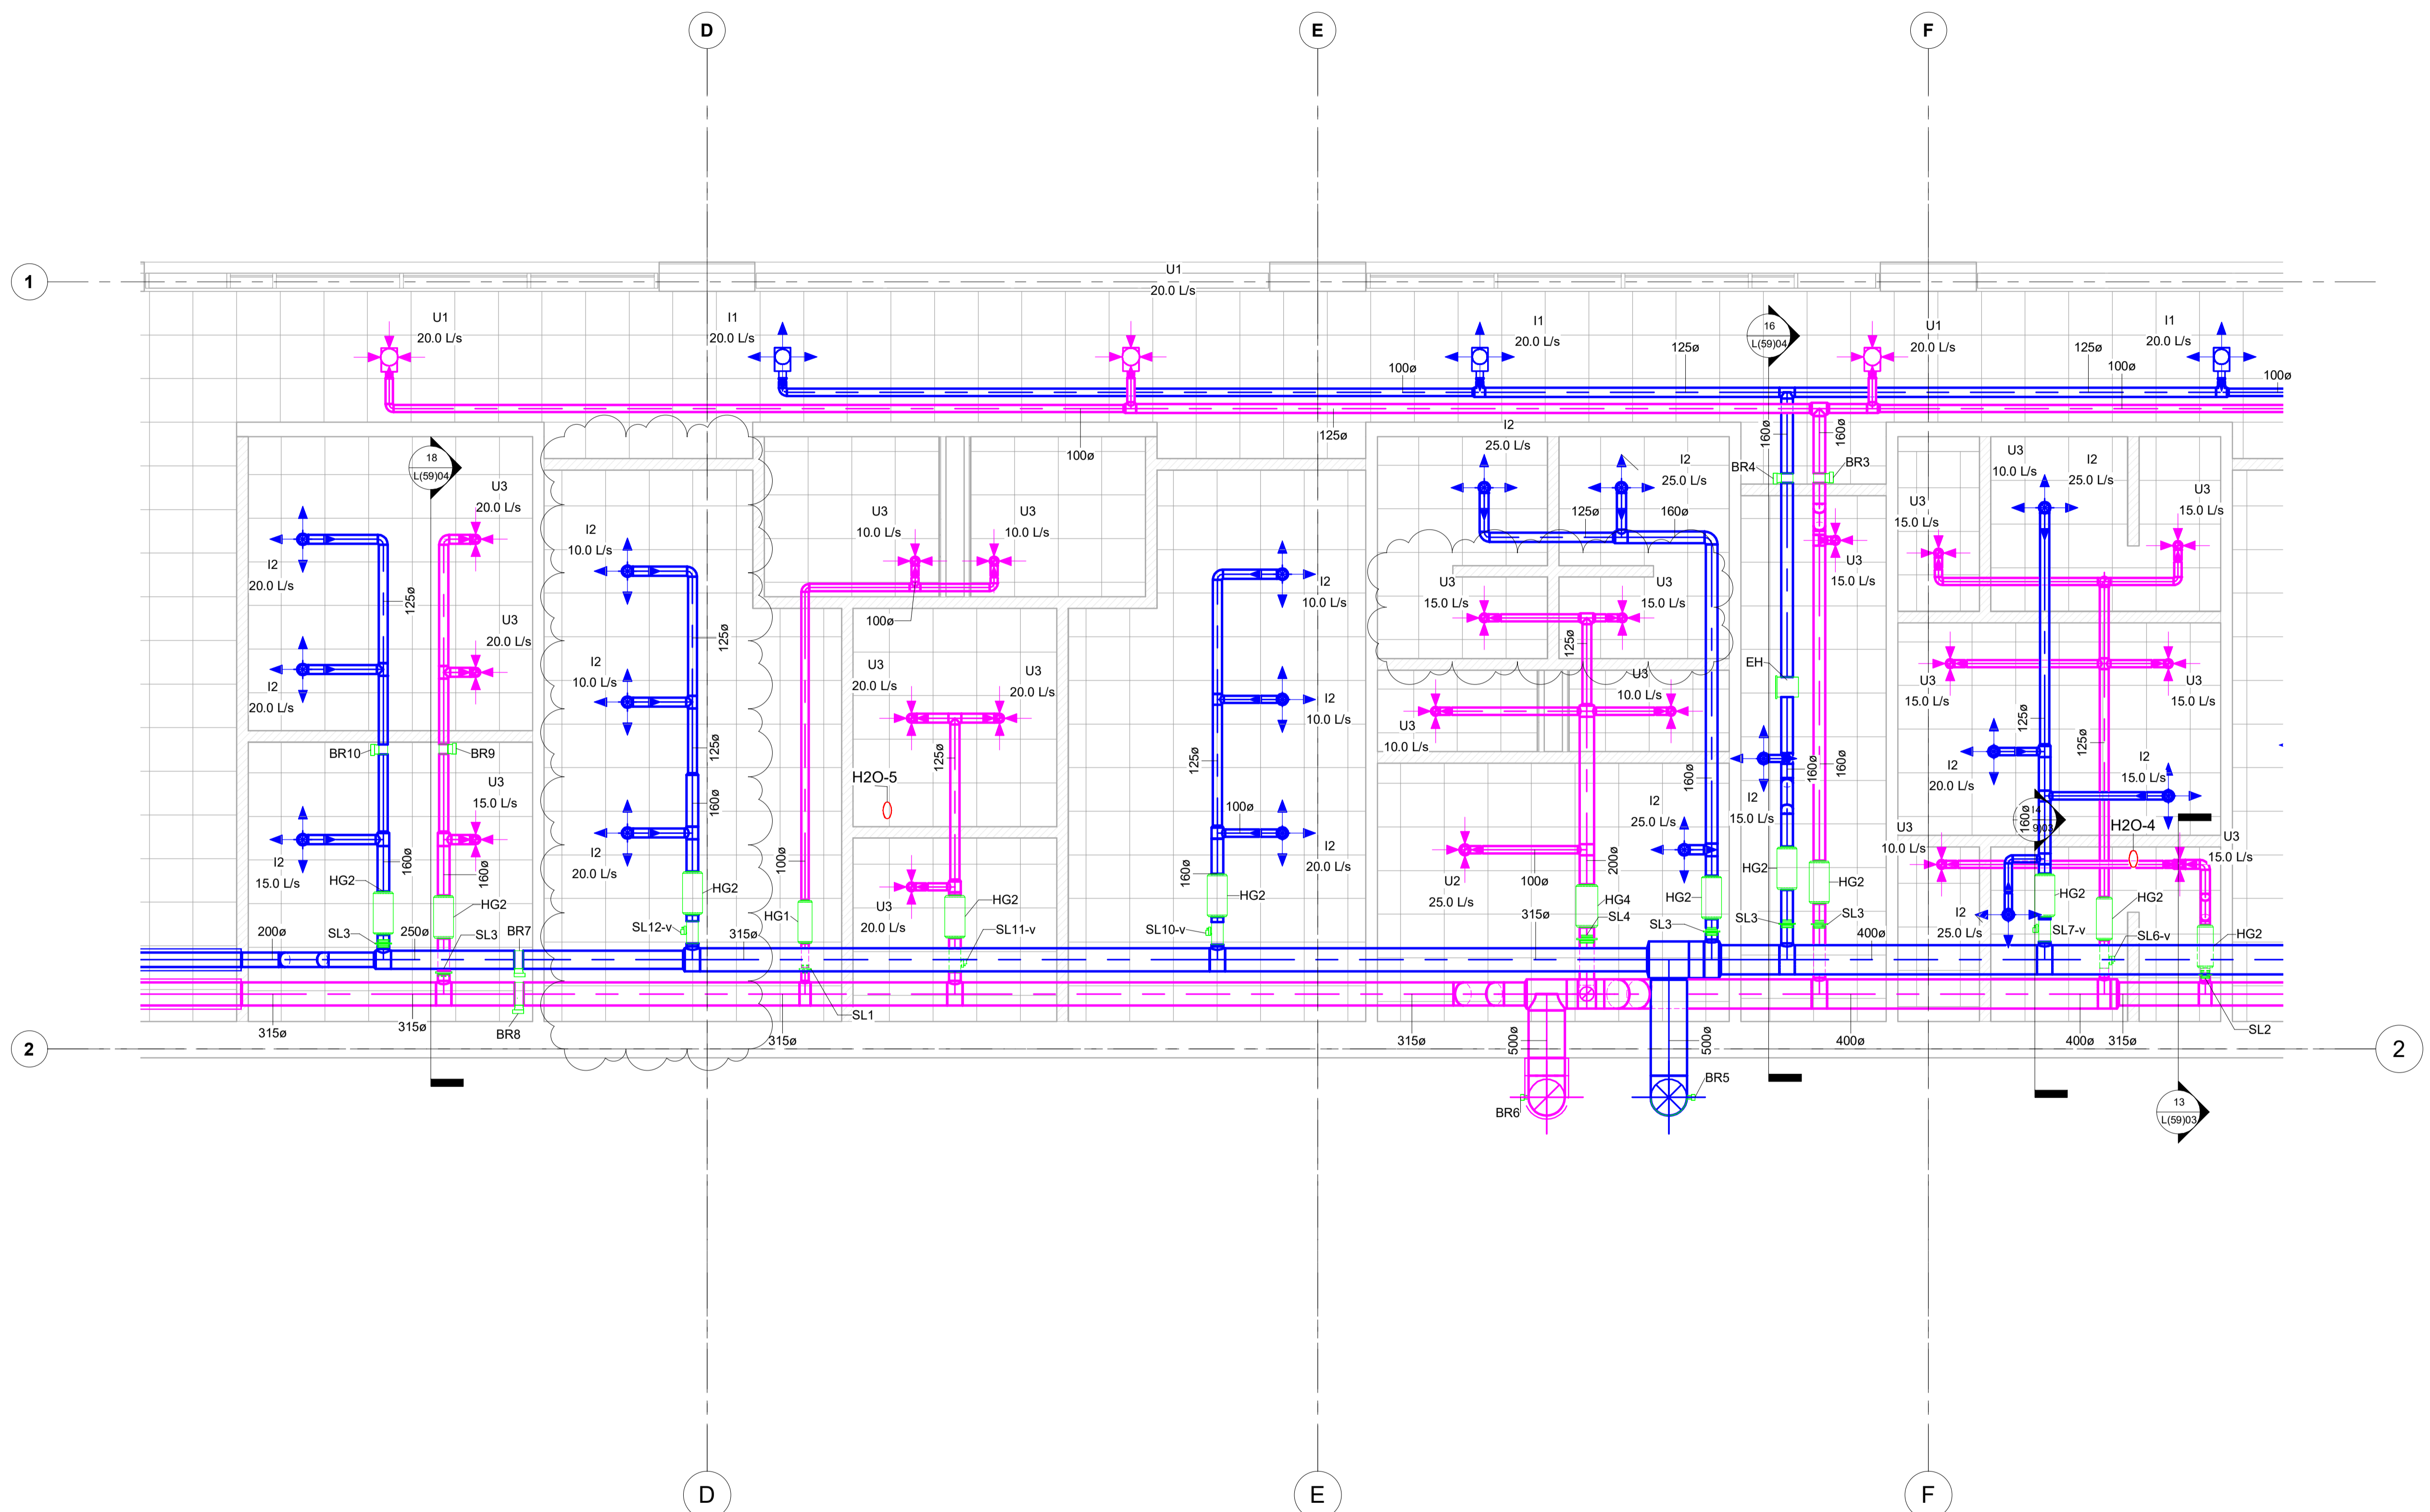 D
E
F
1
U1
20.0 L/s
U1
20.0 L/s
I1
20.0 L/s
I1
20.0 L/s
16
L(59)04
U1
20.0 L/s
I1
20.0 L/s
125ø
125ø
100ø
100ø
100ø
100ø
125ø
160ø
160ø
18
L(59)04
BR4
BR3
I2
25.0 L/s
I2
25.0 L/s
U3
10.0 L/s
I2
25.0 L/s
U3
15.0 L/s
U3
15.0 L/s
U3
20.0 L/s
U3
10.0 L/s
U3
10.0 L/s
125ø
160ø
I2
10.0 L/s
I2
20.0 L/s
I2
10.0 L/s
U3
15.0 L/s
U3
15.0 L/s
U3
15.0 L/s
125ø
100ø
125ø
125ø
U3
20.0 L/s
I2
10.0 L/s
U3
20.0 L/s
U3
20.0 L/s
I2
10.0 L/s
U3
10.0 L/s
U3
10.0 L/s
EH
U3
15.0 L/s
U3
15.0 L/s
I2
20.0 L/s
BR10
BR9
125ø
125ø
125ø
160ø
160ø
160ø
125ø
125ø
U3
15.0 L/s
H2O-5
160ø
100ø
I2
25.0 L/s
I2
15.0 L/s
I2
20.0 L/s
I2
15.0 L/s
160ø
14
9)03
H2O-4
I2
15.0 L/s
160ø
160ø
I2
20.0 L/s
100ø
160ø
I2
20.0 L/s
200ø
100ø
U3
10.0 L/s
U3
15.0 L/s
HG2
HG2
HG2
HG1
U3
20.0 L/s
HG2
HG2
U2
25.0 L/s
HG4
HG2
HG2
HG2
I2
25.0 L/s
HG2
HG2
HG2
200ø
SL3
250ø
SL3
BR7
SL12-v
315ø
SL11-v
SL10-v
315ø
SL4
SL3
SL3
SL3
400ø
SL7-v
SL6-v
315ø
315ø
BR8
315ø
SL1
315ø
500ø
500ø
400ø
400ø
315ø
SL2
2
2
BR6
BR5
13
L(59)03
D
E
F